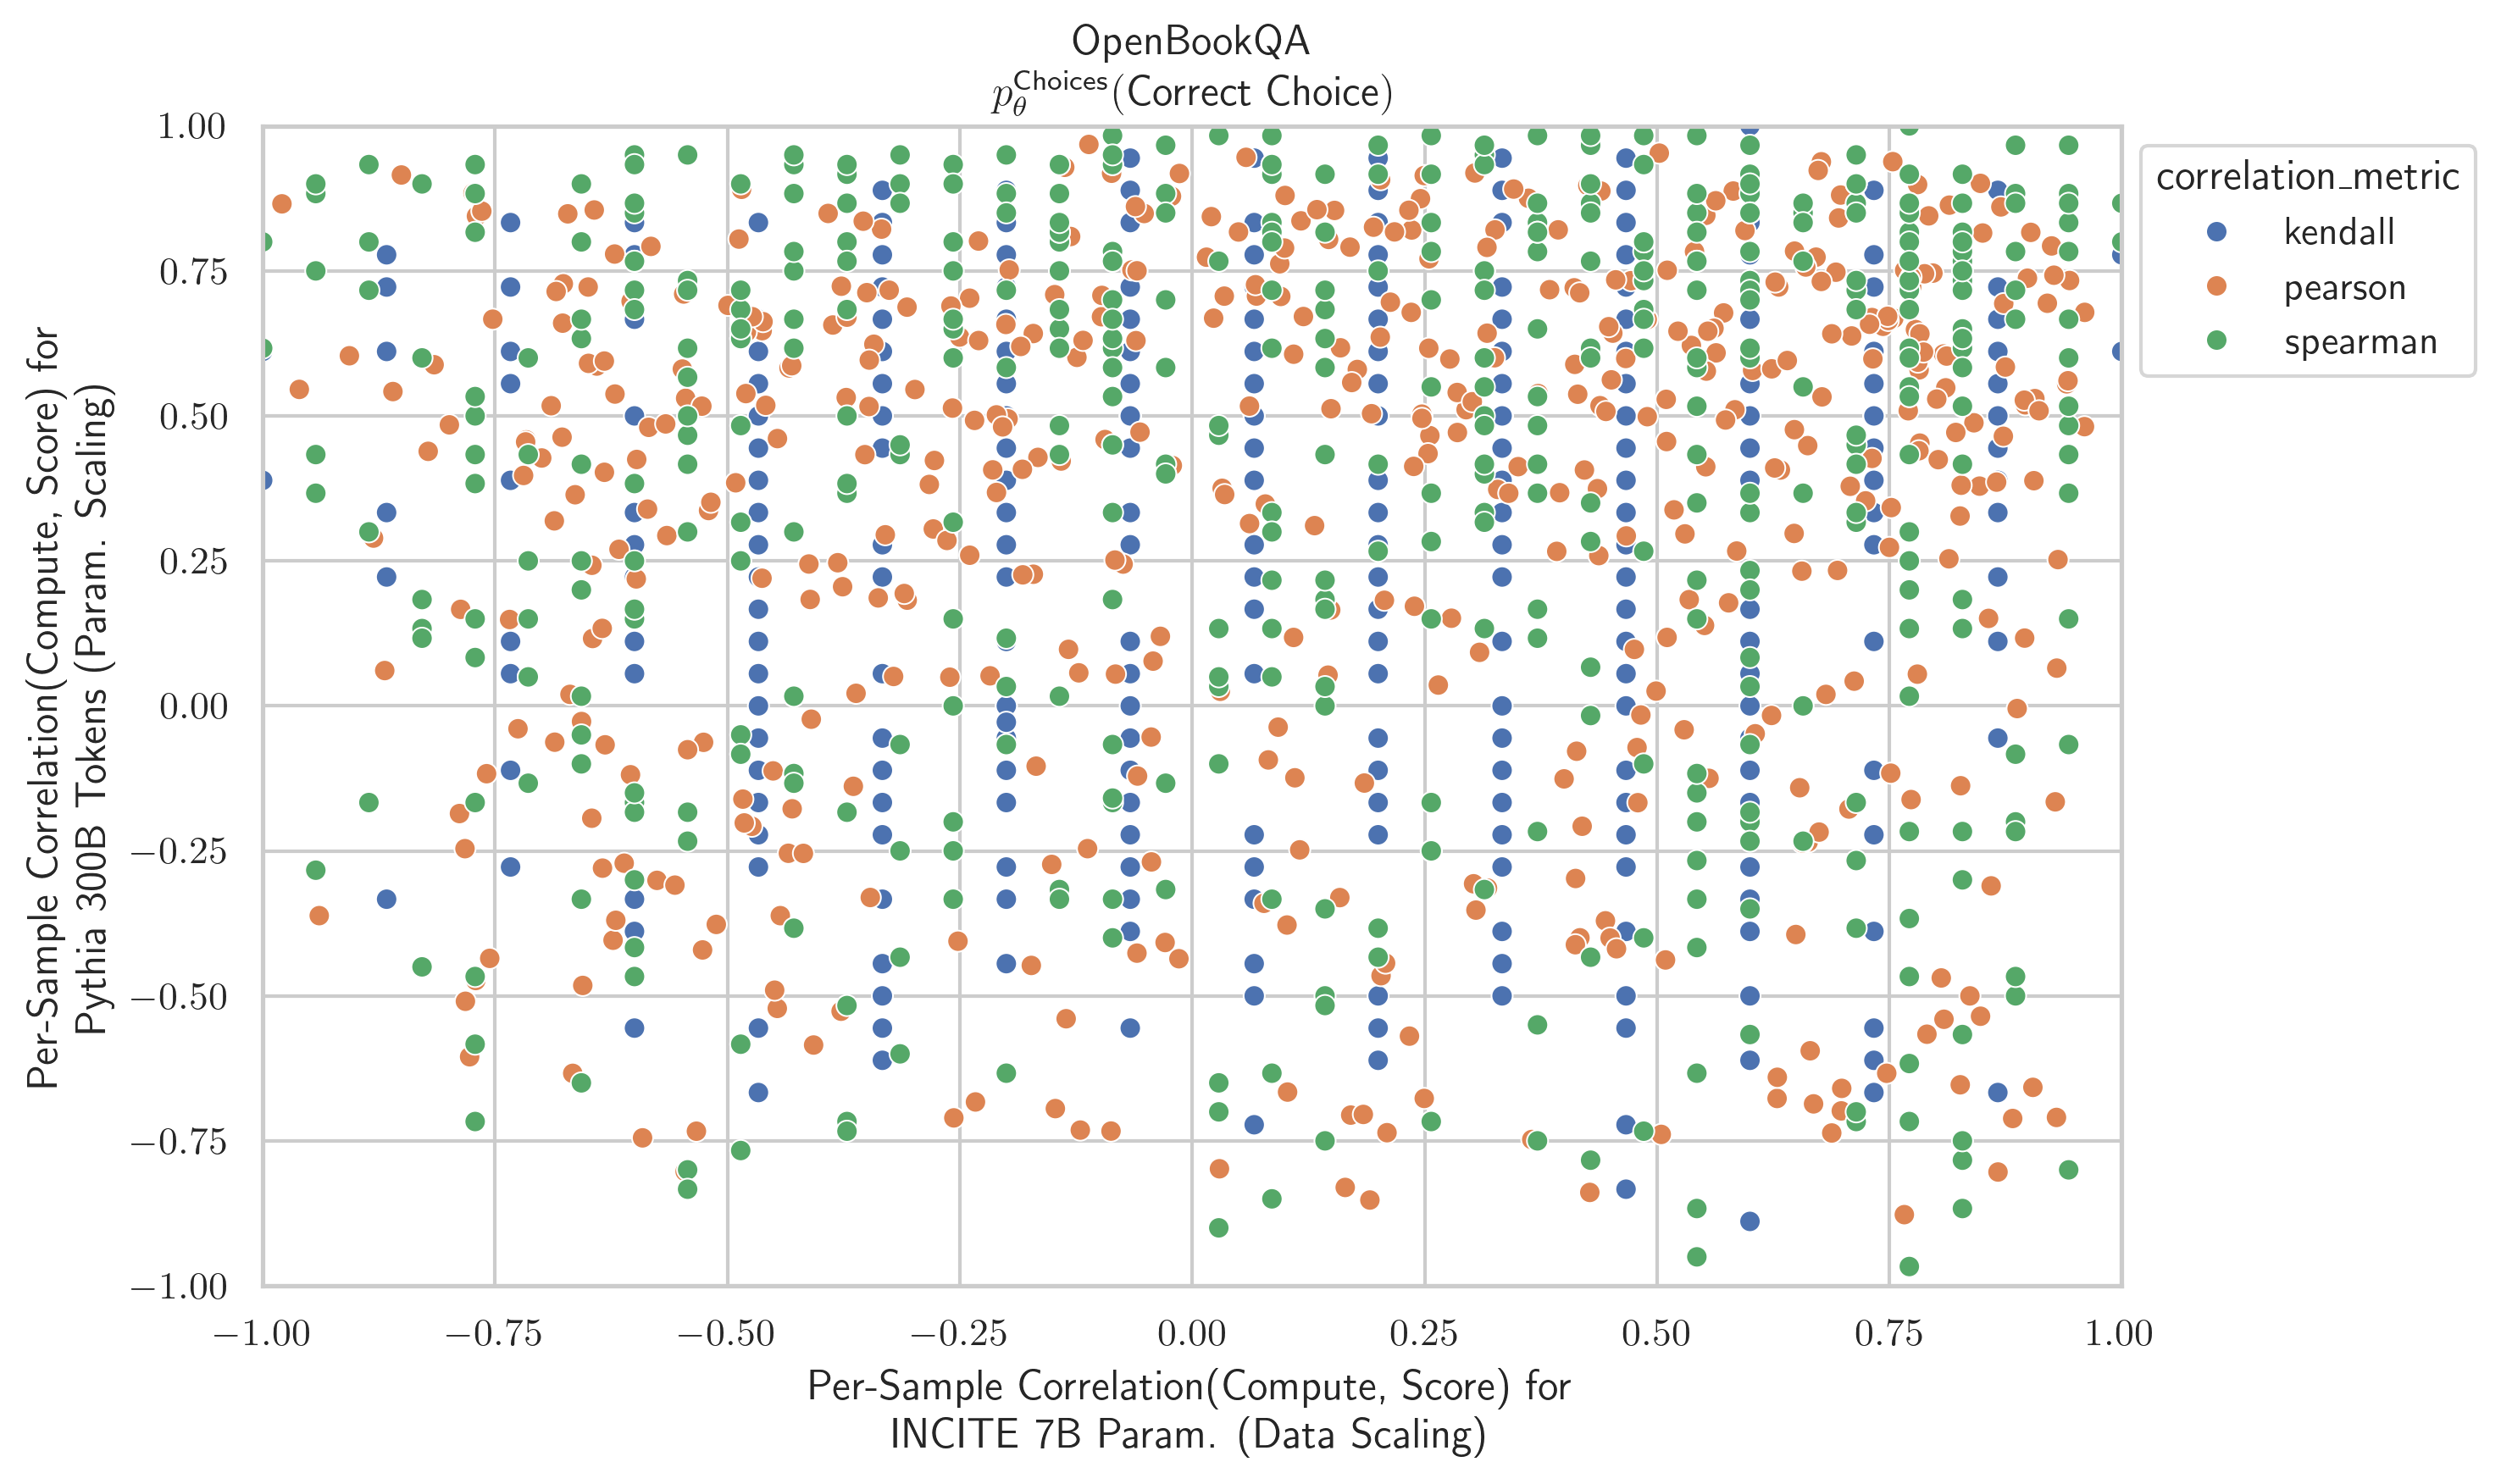 OpenBookQA
p_θ^Choices(Correct Choice)
Per-Sample Correlation(Compute, Score) for
Pythia 300B Tokens (Param. Scaling)
1.00
0.75
0.50
0.25
0.00
−0.25
−0.50
−0.75
−1.00
−1.00 −0.75 −0.50 −0.25 0.00 0.25 0.50 0.75 1.00
Per-Sample Correlation(Compute, Score) for
INCITE 7B Param. (Data Scaling)
correlation_metric
kendall
pearson
spearman